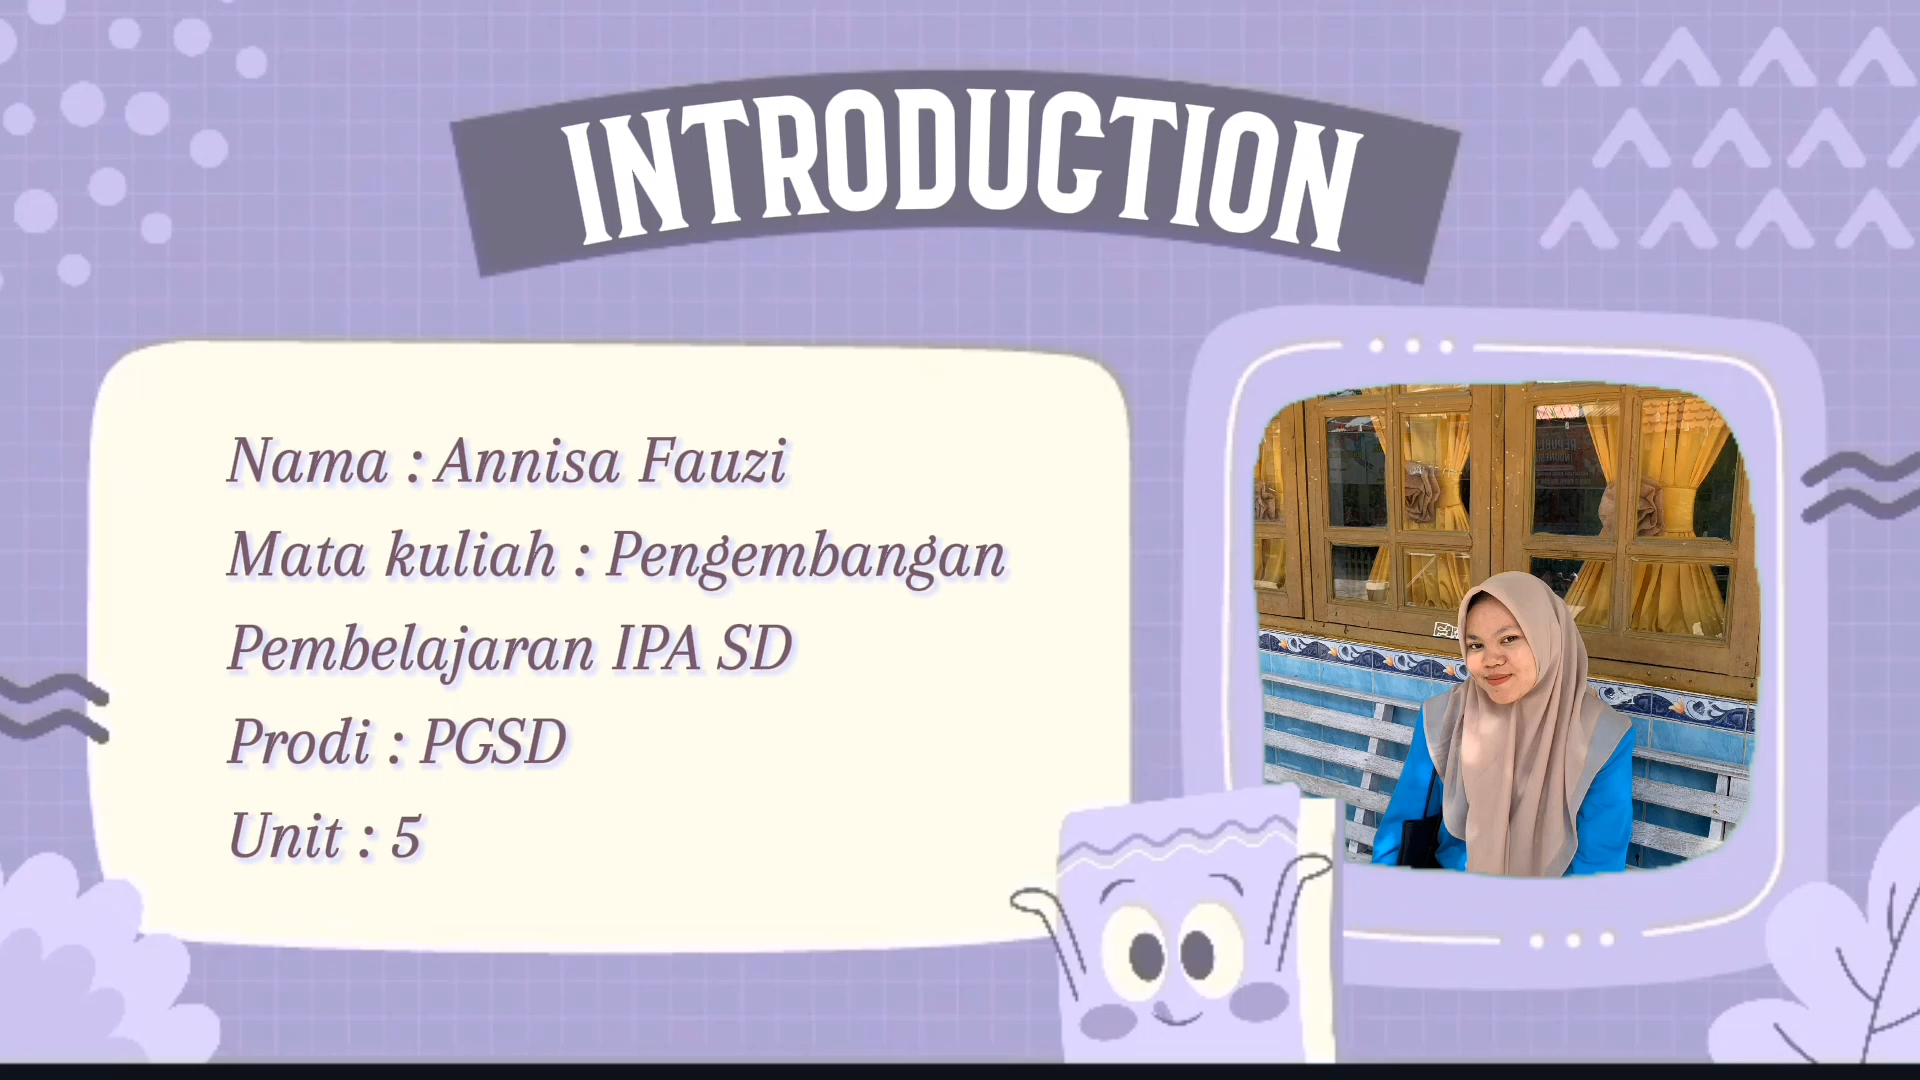 INTRODUCTION
Nama : Annisa Fauzi
Mata kuliah : Pengembangan
Pembelajaran IPA SD
Prodi : PGSD
Unit : 5